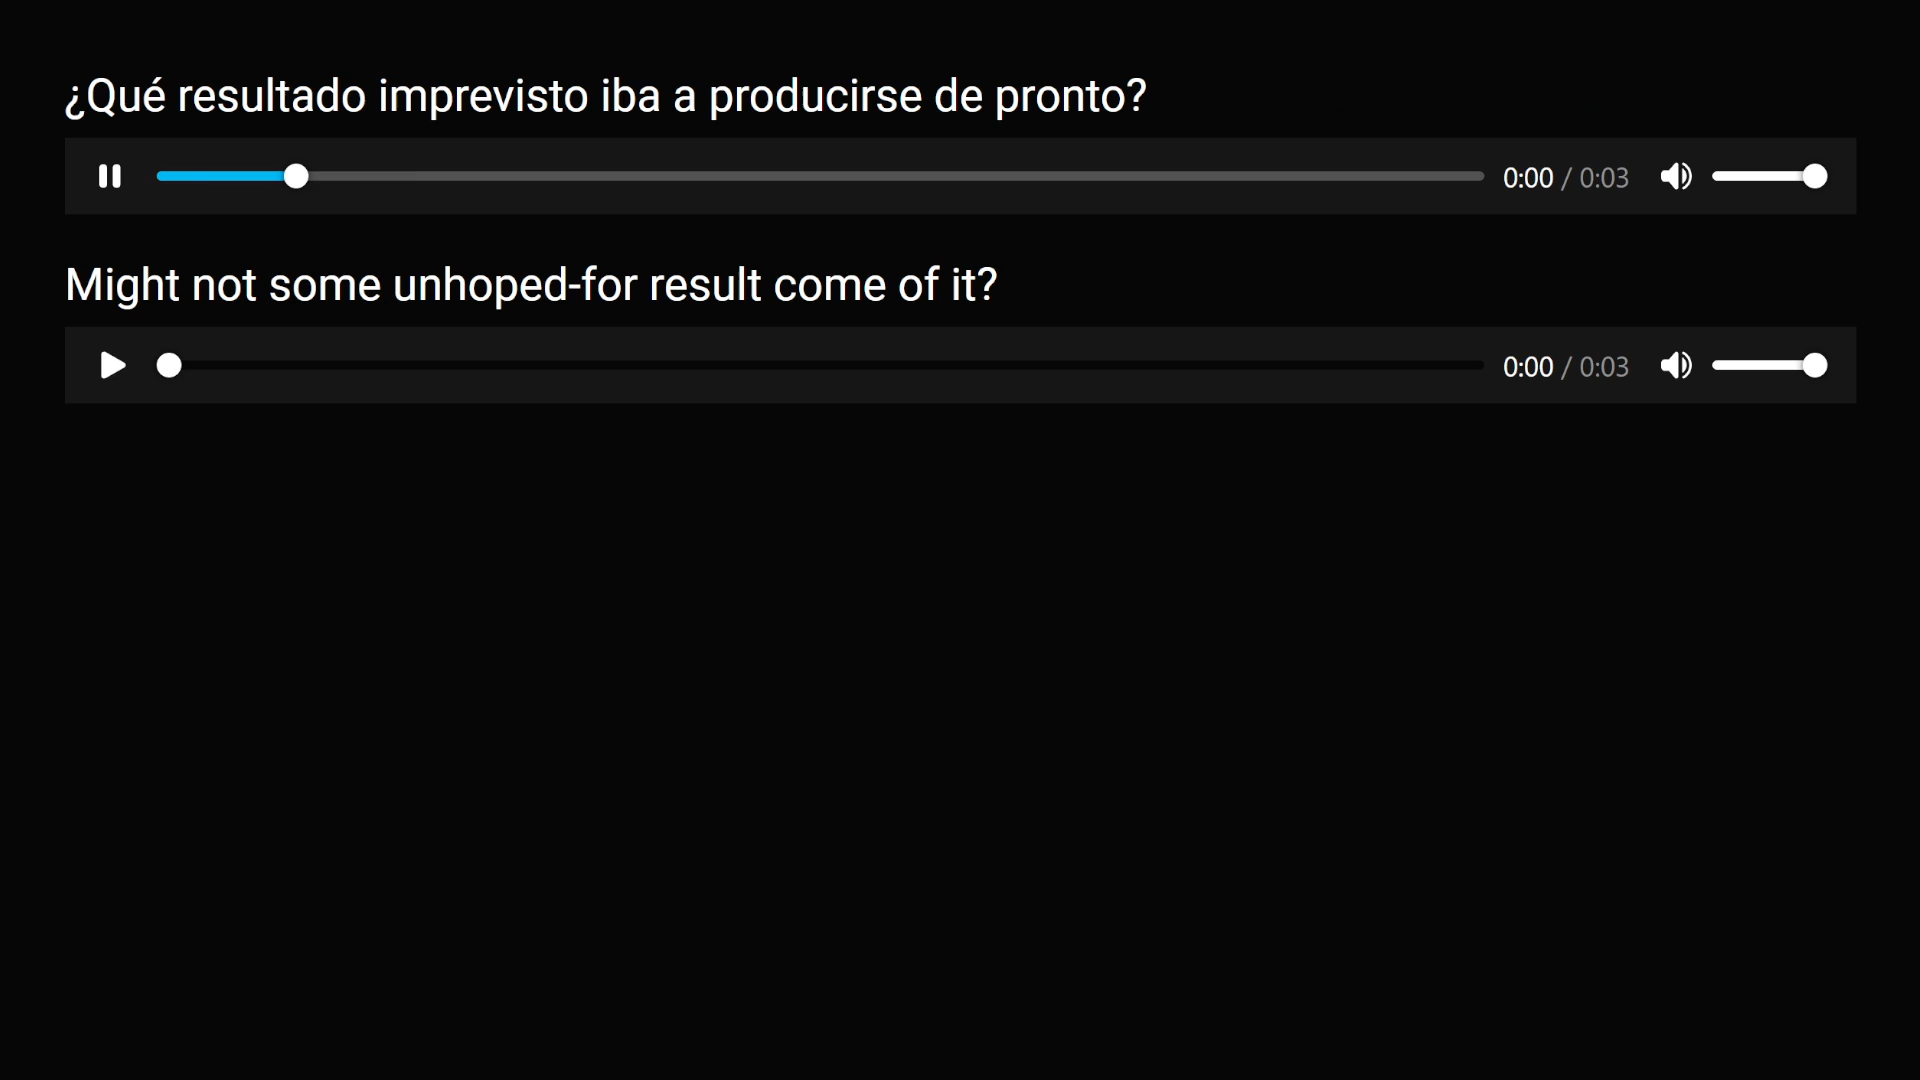 ¿Qué resultado imprevisto iba a producirse de pronto?
0:00 / 0:03
Might not some unhoped-for result come of it?
0:00 / 0:03